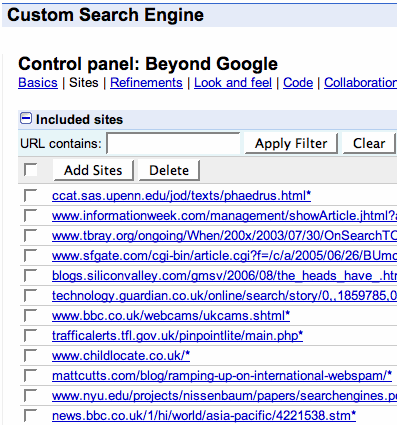 Custom Search Engine
Control panel: Beyond Google
Basics | Sites | Refinements | Look and feel | Code | Collaboration
Included sites
URL contains: Apply Filter Clear
Add Sites Delete
ccat.sas.upenn.edu/jod/texts/phaedrus.html*
www.informationweek.com/management/showArticle.jhtml?a
www.tbray.org/ongoing/When/200x/2003/07/30/OnSearchTO
www.sfgate.com/cgi-bin/article.cgi?f=/c/a/2005/06/26/BUmo
blogs.siliconvalley.com/gmsv/2006/08/the_heads_have_.ht
technology.guardian.co.uk/online/search/story/0,,1859785,0
www.bbc.co.uk/webcams/ukcams.shtml*
trafficalerts.tfl.gov.uk/pinpointlite/main.php*
www.childlocate.co.uk/*
mattcutts.com/blog/ramping-up-on-international-webspam/*
www.nyu.edu/projects/nissenbaum/papers/searchengines.p
news.bbc.co.uk/1/hi/world/asia-pacific/4221538.stm*